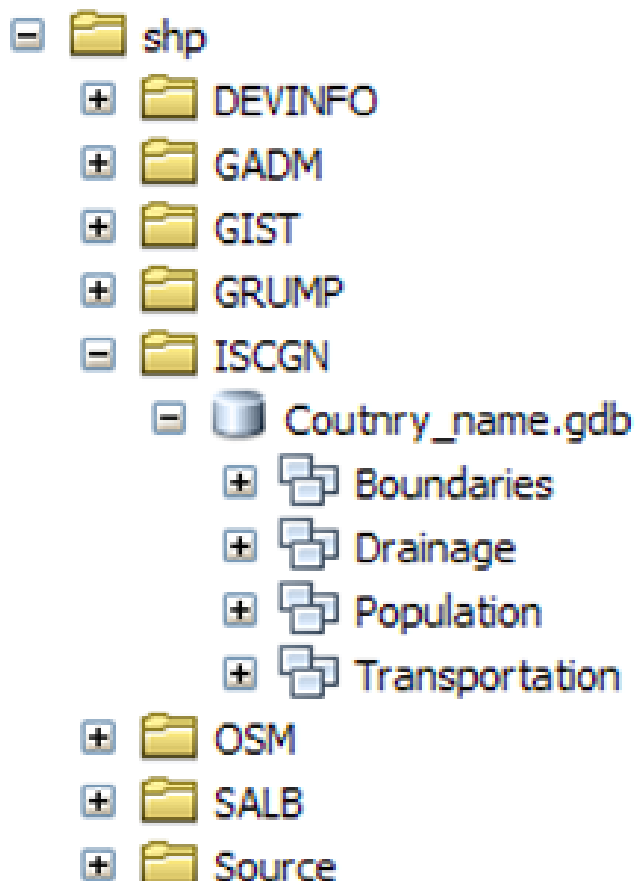 shp
DEVINFO
GADM
GIST
GRUMP
ISCGN
Coutnry_name.gdb
Boundaries
Drainage
Population
Transportation
OSM
SALB
Source